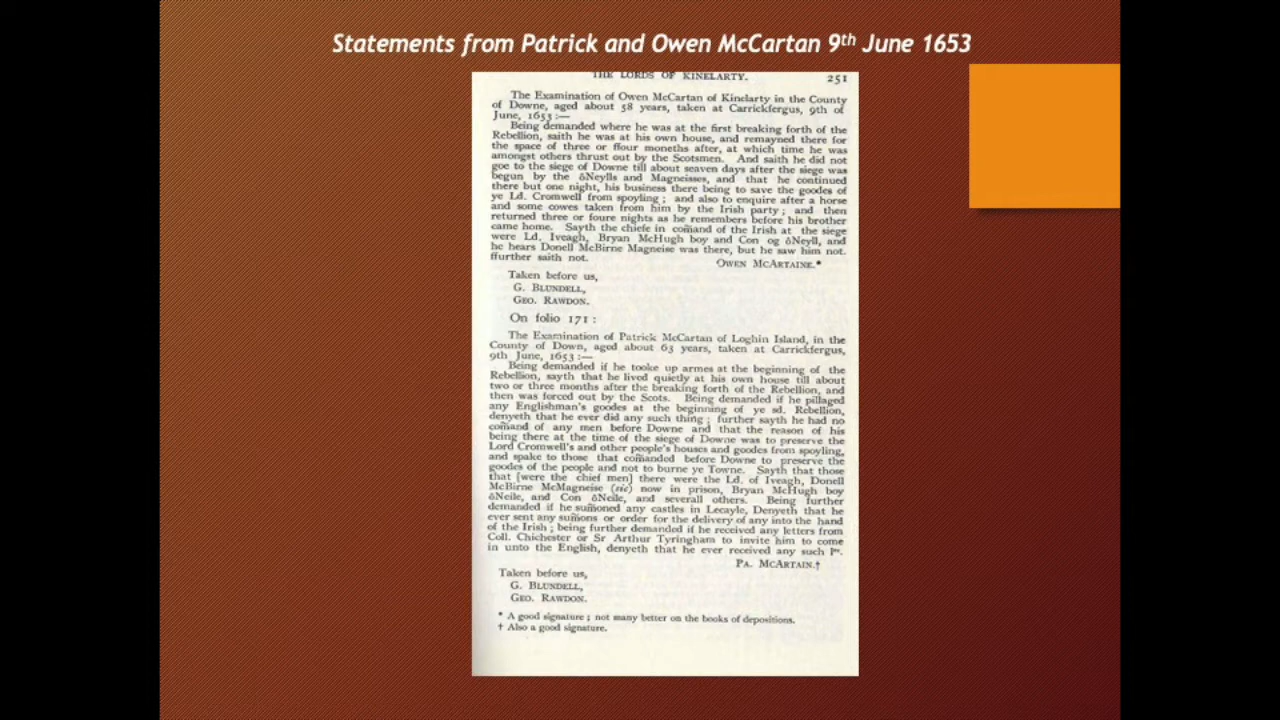 Statements from Patrick and Owen McCartan 9th June 1653
THE LORDS OF KINELARTY. 251
The Examination of Owen McCartan of Kinelarty in the County
of Downe, aged about 58 years, taken at Carrickfergus, 9th of
June, 1653 :—
Being demanded where he was at the first breaking forth of the
Rebellion, saith he was at his own house, and remayned there for
the space of three or ffour moneths after, at which time he was
amongst others thrust out by the Scotsmen. And saith he did not
goe to the siege of Downe till about seaven days after the siege was
begun by the ôNeylls and Magneisses, and that he continued
there but one night, his business there being to save the goodes of
ye Ld. Cromwell from spoyling ; and also to enquire after a horse
and some cowes taken from him by the Irish party ; and then
returned three or foure nights as he remembers before his brother
came home. Sayth the chiefe in com̃and of the Irish at the siege
were Ld. Iveagh, Bryan McHugh boy and Con og ôNeyll, and
he hears Donell McBirne Magneise was there, but he saw him not.
ffurther saith not. OWEN MCARTAINE.*
Taken before us,
G. BLUNDELL,
GEO. RAWDON.
On folio 171 :
The Examination of Patrick McCartan of Loghin Island, in the
County of Down, aged about 63 years, taken at Carrickfergus,
9th June, 1653 :—
Being demanded if he tooke up armes at the beginning of the
Rebellion, sayth that he lived quietly at his own house till about
two or three months after the breaking forth of the Rebellion, and
then was forced out by the Scots. Being demanded if he pillaged
any Englishman's goodes at the beginning of ye sd. Rebellion,
denyeth that he ever did any such thing ; further sayth he had no
com̃and of any men before Downe and that the reason of his
being there at the time of the siege of Downe was to preserve the
Lord Cromwell's and other people's houses and goodes from spoyling,
and spake to those that com̃anded before Downe to preserve the
goodes of the people and not to burne ye Towne. Sayth that those
that [were the chief men] there were the Ld. of Iveagh, Donell
McBirne McMagneise (sic) now in prison, Bryan McHugh boy
ôNeile, and Con ôNeile, and severall others. Being further
demanded if he sum̃oned any castles in Lecayle, Denyeth that he
ever sent any sum̃ons or order for the delivery of any into the hand
of the Irish ; being further demanded if he received any letters from
Coll. Chichester or Sr Arthur Tyringham to invite him to come
in unto the English, denyeth that he ever received any such
PA. MCARTAIN.†
Taken before us,
G. BLUNDELL,
GEO. RAWDON.
* A good signature ; not many better on the books of depositions.
† Also a good signature.